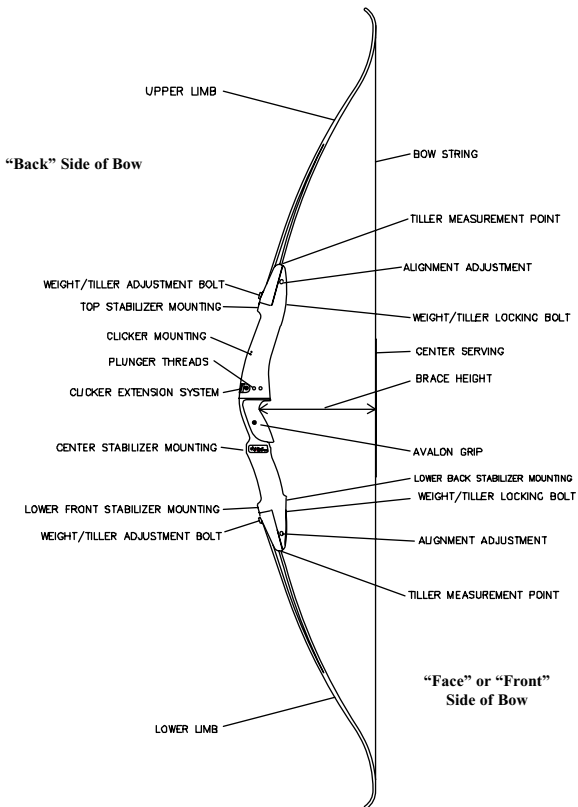 UPPER LIMB
"Back" Side of Bow
BOW STRING
TILLER MEASUREMENT POINT
ALIGNMENT ADJUSTMENT
WEIGHT/TILLER ADJUSTMENT BOLT
TOP STABILIZER MOUNTING
WEIGHT/TILLER LOCKING BOLT
CLICKER MOUNTING
CENTER SERVING
PLUNGER THREADS
BRACE HEIGHT
CLICKER EXTENSION SYSTEM
CENTER STABILIZER MOUNTING
AVALON GRIP
LOWER BACK STABILIZER MOUNTING
WEIGHT/TILLER LOCKING BOLT
LOWER FRONT STABILIZER MOUNTING
WEIGHT/TILLER ADJUSTMENT BOLT
ALIGNMENT ADJUSTMENT
TILLER MEASUREMENT POINT
"Face" or "Front"
Side of Bow
LOWER LIMB